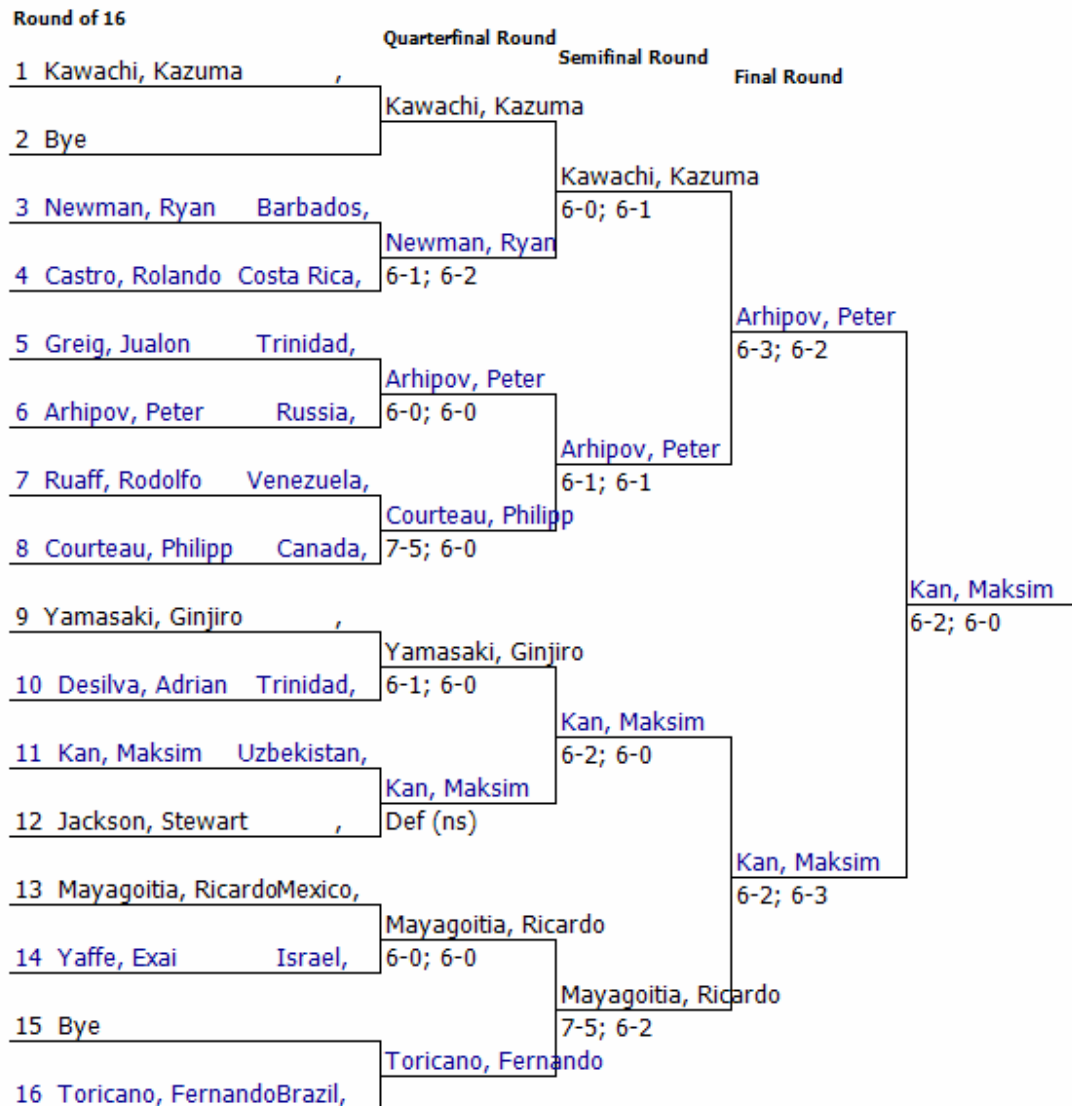 Round of 16
Quarterfinal Round
Semifinal Round
Final Round
1 Kawachi, Kazuma ,
Kawachi, Kazuma
2 Bye
Kawachi, Kazuma
6-0; 6-1
3 Newman, Ryan Barbados,
Newman, Ryan
6-1; 6-2
4 Castro, Rolando Costa Rica,
Arhipov, Peter
6-3; 6-2
5 Greig, Jualon Trinidad,
Arhipov, Peter
6-0; 6-0
6 Arhipov, Peter Russia,
Arhipov, Peter
6-1; 6-1
7 Ruaff, Rodolfo Venezuela,
Courteau, Philipp
7-5; 6-0
8 Courteau, Philipp Canada,
Kan, Maksim
6-2; 6-0
9 Yamasaki, Ginjiro ,
Yamasaki, Ginjiro
6-1; 6-0
10 Desilva, Adrian Trinidad,
Kan, Maksim
6-2; 6-0
11 Kan, Maksim Uzbekistan,
Kan, Maksim
Def (ns)
12 Jackson, Stewart ,
Kan, Maksim
6-2; 6-3
13 Mayagoitia, RicardoMexico,
Mayagoitia, Ricardo
6-0; 6-0
14 Yaffe, Exai Israel,
Mayagoitia, Ricardo
7-5; 6-2
15 Bye
Toricano, Fernando
16 Toricano, FernandoBrazil,